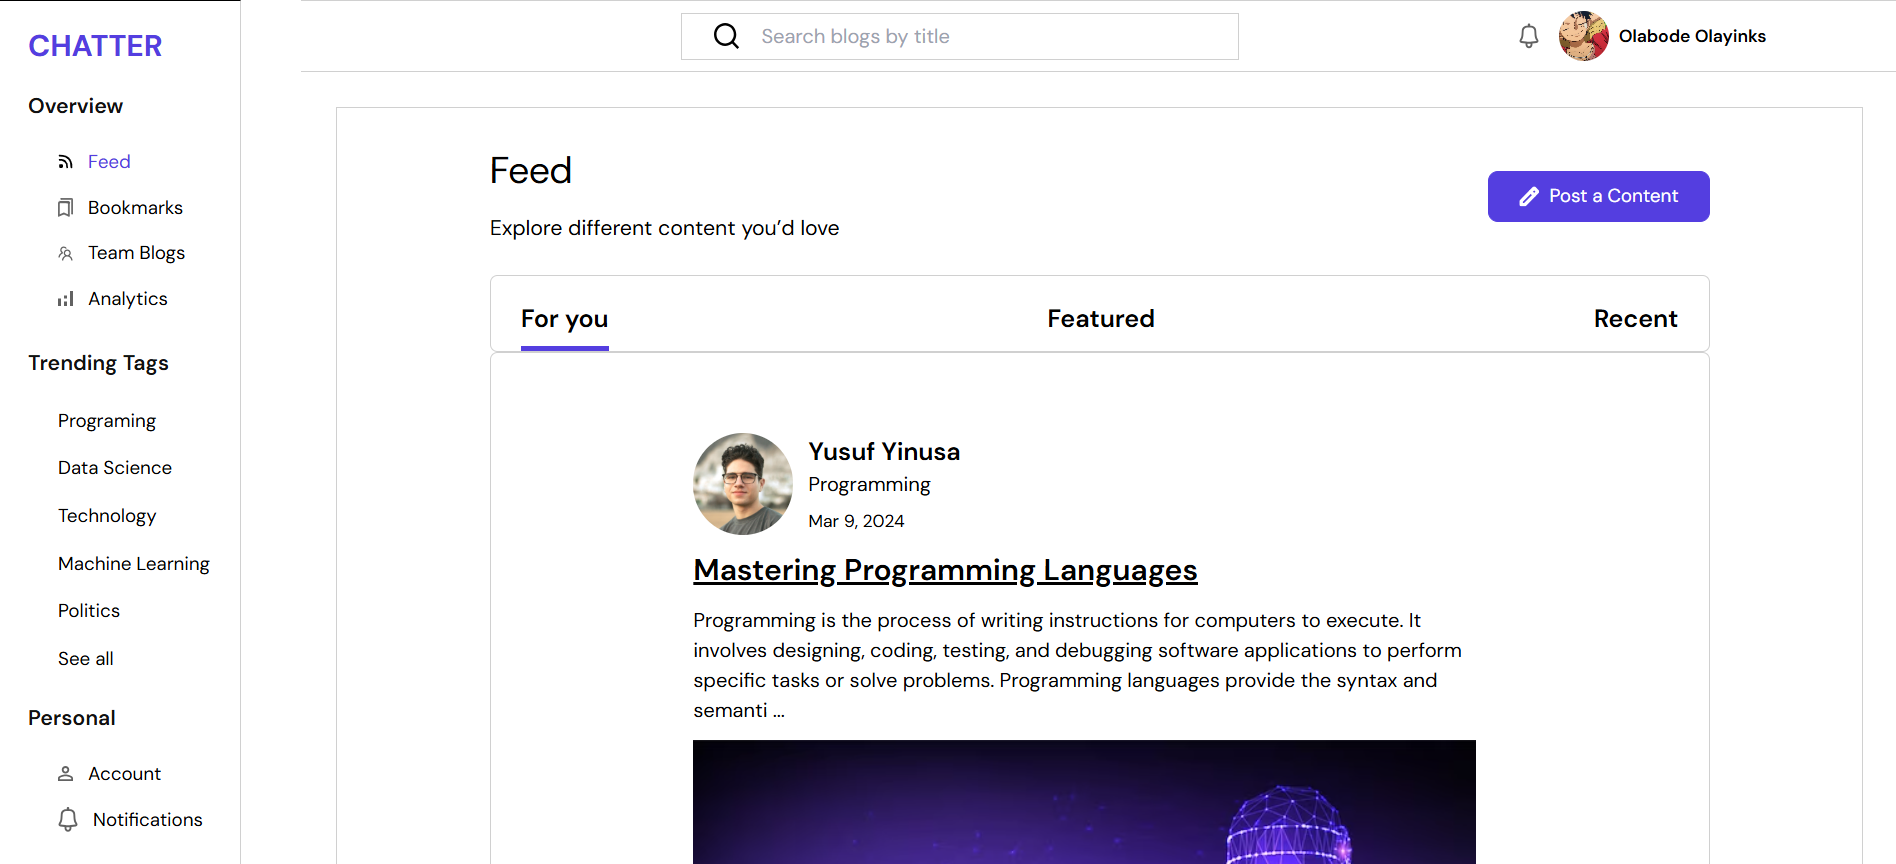 CHATTER
Overview
Feed
Bookmarks
Team Blogs
Analytics
Trending Tags
Programing
Data Science
Technology
Machine Learning
Politics
See all
Personal
Account
Notifications
Search blogs by title
Olabode Olayinks
Feed
Explore different content you’d love
Post a Content
For you
Featured
Recent
Yusuf Yinusa
Programming
Mar 9, 2024
Mastering Programming Languages
Programming is the process of writing instructions for computers to execute. It
involves designing, coding, testing, and debugging software applications to perform
specific tasks or solve problems. Programming languages provide the syntax and
semanti ...